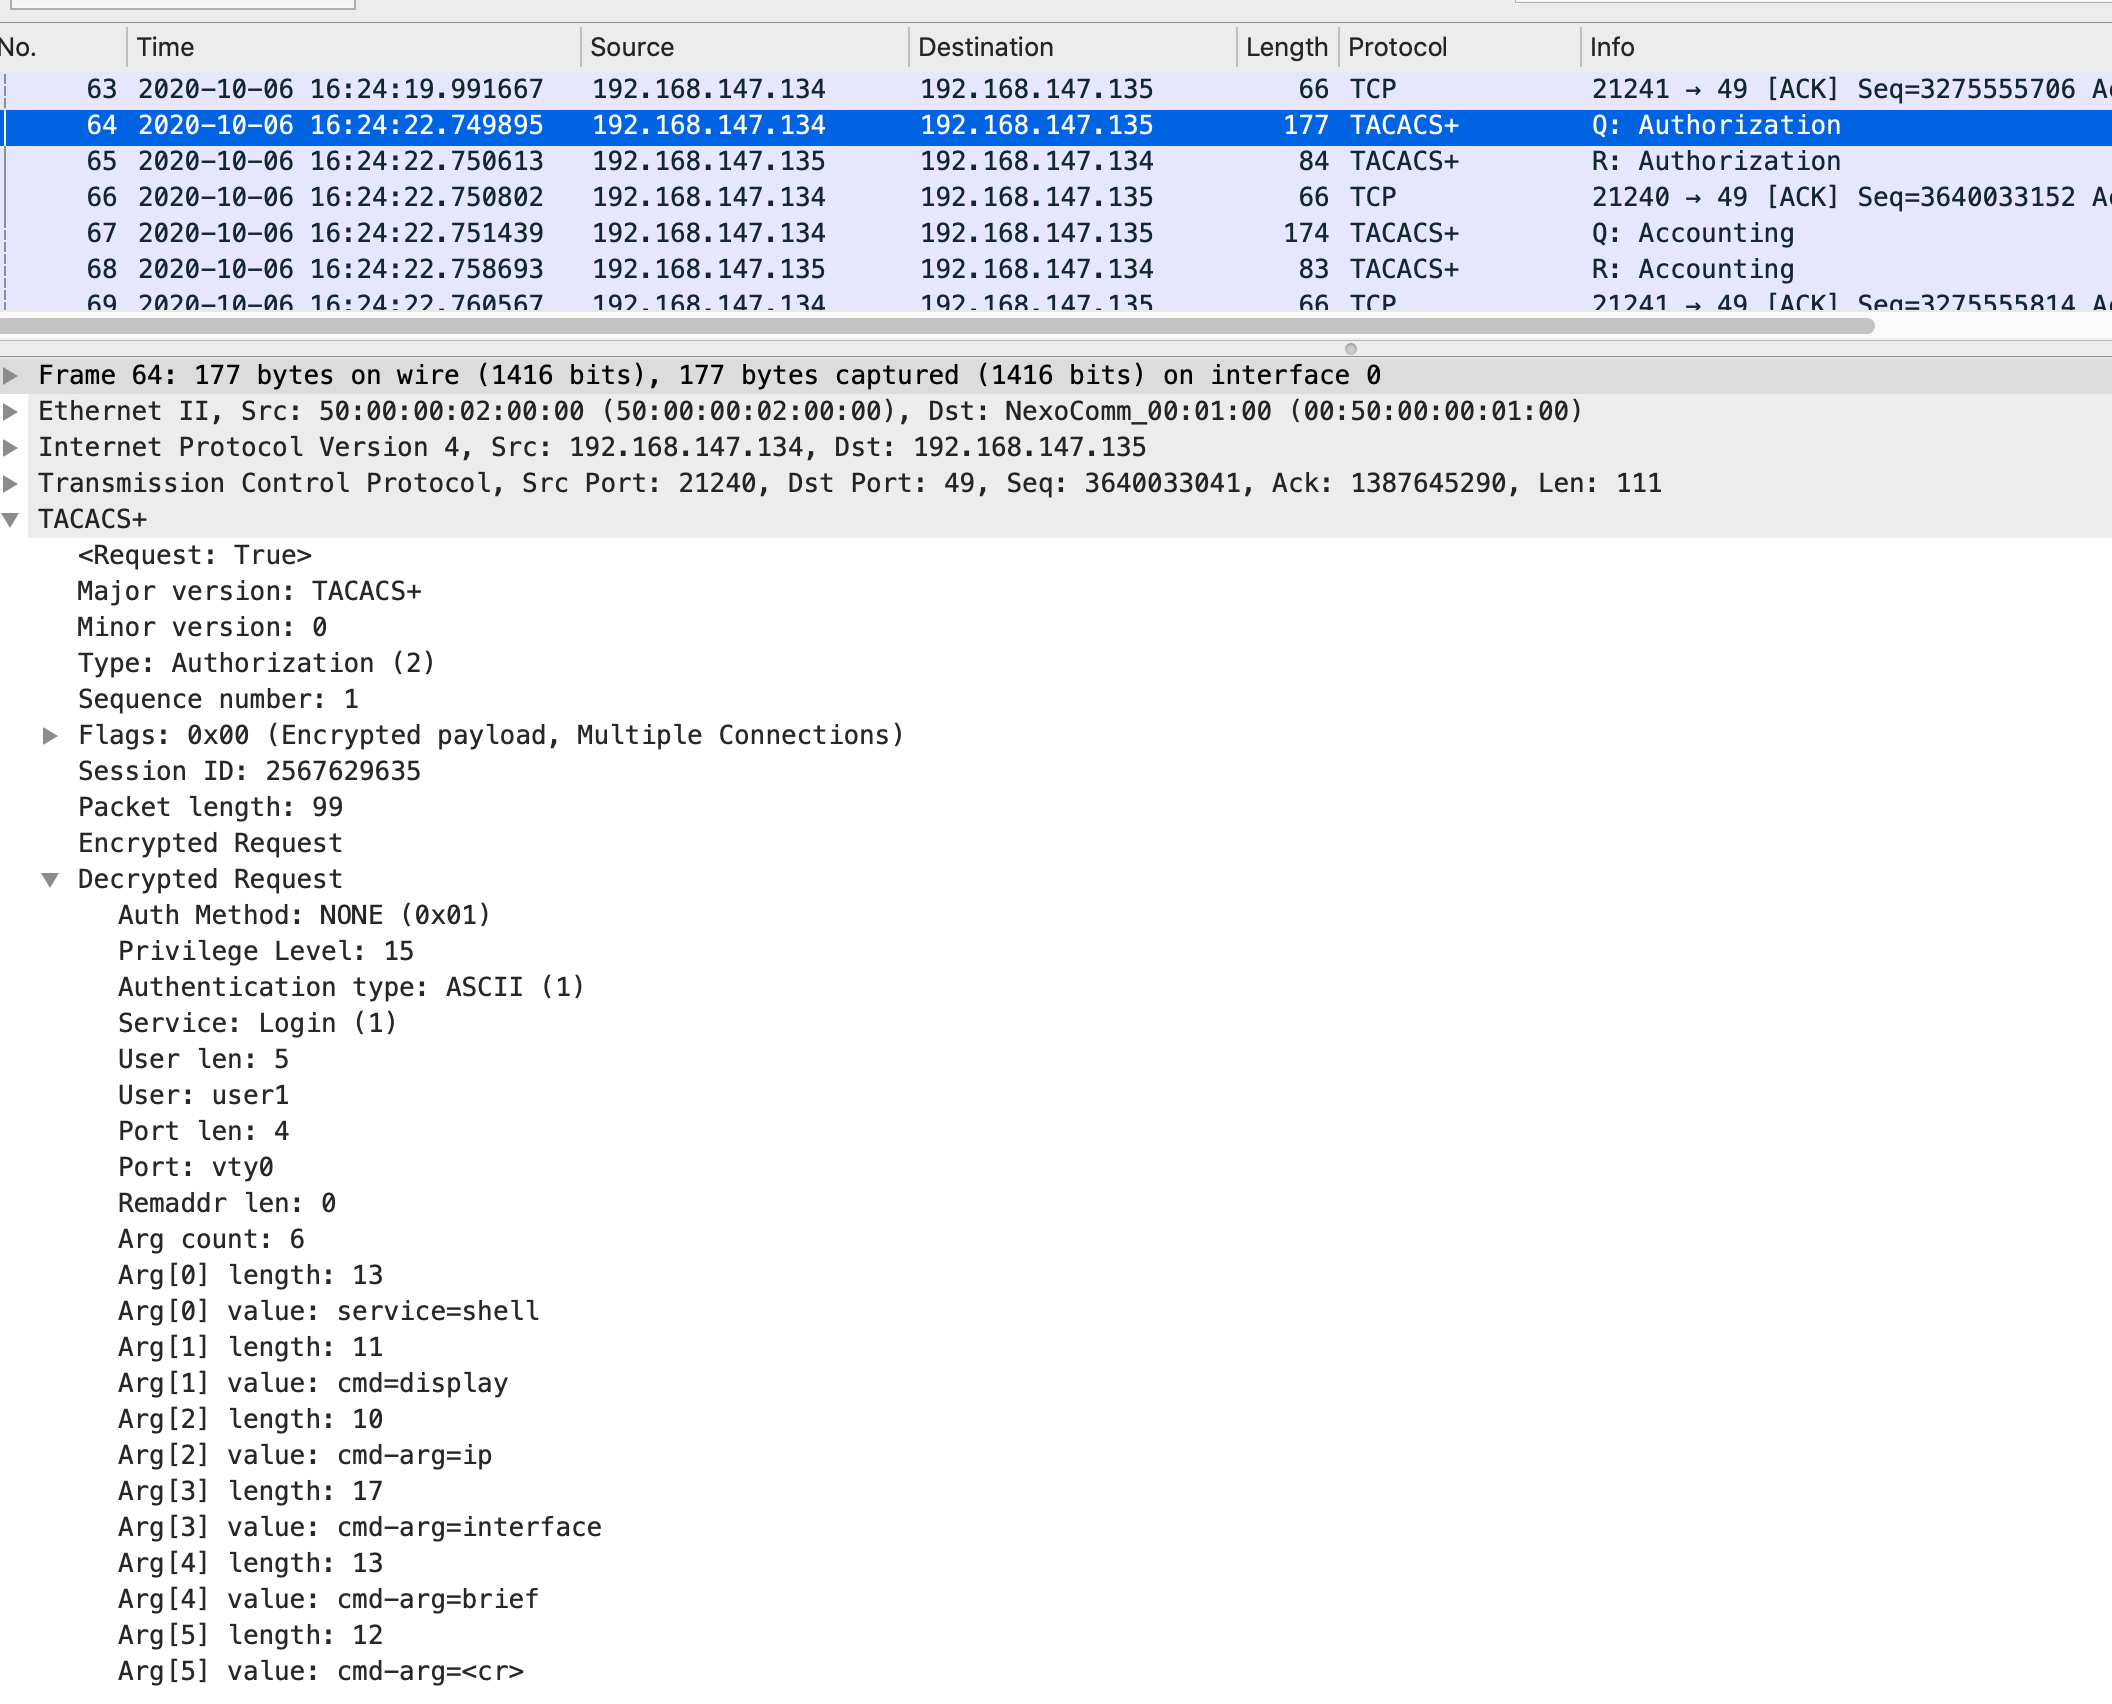 No. Time Source Destination Length Protocol Info
63 2020-10-06 16:24:19.991667 192.168.147.134 192.168.147.135 66 TCP 21241 → 49 [ACK] Seq=3275555706
64 2020-10-06 16:24:22.749895 192.168.147.134 192.168.147.135 177 TACACS+ Q: Authorization
65 2020-10-06 16:24:22.750613 192.168.147.135 192.168.147.134 84 TACACS+ R: Authorization
66 2020-10-06 16:24:22.750802 192.168.147.134 192.168.147.135 66 TCP 21240 → 49 [ACK] Seq=3640033152
67 2020-10-06 16:24:22.751439 192.168.147.134 192.168.147.135 174 TACACS+ Q: Accounting
68 2020-10-06 16:24:22.758693 192.168.147.135 192.168.147.134 83 TACACS+ R: Accounting
69 2020-10-06 16:24:22.760567 192.168.147.134 192.168.147.135 66 TCP 21241 → 49 [ACK] Seq=3275555814
Frame 64: 177 bytes on wire (1416 bits), 177 bytes captured (1416 bits) on interface 0
Ethernet II, Src: 50:00:00:02:00:00 (50:00:00:02:00:00), Dst: NexoComm_00:01:00 (00:50:00:00:01:00)
Internet Protocol Version 4, Src: 192.168.147.134, Dst: 192.168.147.135
Transmission Control Protocol, Src Port: 21240, Dst Port: 49, Seq: 3640033041, Ack: 1387645290, Len: 111
TACACS+
<Request: True>
Major version: TACACS+
Minor version: 0
Type: Authorization (2)
Sequence number: 1
Flags: 0x00 (Encrypted payload, Multiple Connections)
Session ID: 2567629635
Packet length: 99
Encrypted Request
Decrypted Request
Auth Method: NONE (0x01)
Privilege Level: 15
Authentication type: ASCII (1)
Service: Login (1)
User len: 5
User: user1
Port len: 4
Port: vty0
Remaddr len: 0
Arg count: 6
Arg[0] length: 13
Arg[0] value: service=shell
Arg[1] length: 11
Arg[1] value: cmd=display
Arg[2] length: 10
Arg[2] value: cmd-arg=ip
Arg[3] length: 17
Arg[3] value: cmd-arg=interface
Arg[4] length: 13
Arg[4] value: cmd-arg=brief
Arg[5] length: 12
Arg[5] value: cmd-arg=<cr>